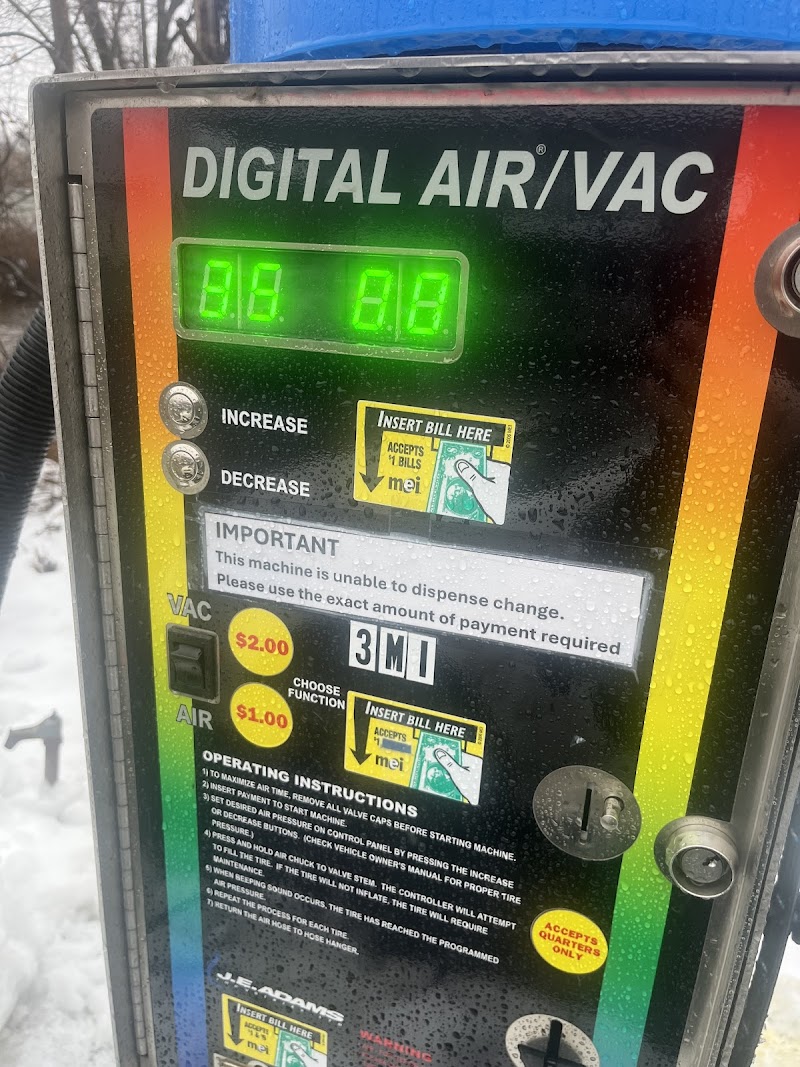 DIGITAL AIR®/VAC
88 88
INCREASE
DECREASE
INSERT BILL HERE
ACCEPTS
$1 BILLS
mei
IMPORTANT
This machine is unable to dispense change.
Please use the exact amount of payment required
VAC
$2.00
3MI
CHOOSE
FUNCTION
AIR
$1.00
INSERT BILL HERE
ACCEPTS
mei
OPERATING INSTRUCTIONS
1) TO MAXIMIZE AIR TIME, REMOVE ALL VALVE CAPS BEFORE STARTING MACHINE.
2) INSERT PAYMENT TO START MACHINE.
3) SET DESIRED AIR PRESSURE ON CONTROL PANEL BY PRESSING THE INCREASE
OR DECREASE BUTTONS. (CHECK VEHICLE OWNER'S MANUAL FOR PROPER TIRE
PRESSURE.)
4) PRESS AND HOLD AIR CHUCK TO VALVE STEM. THE CONTROLLER WILL ATTEMPT
TO FILL THE TIRE. IF THE TIRE WILL NOT INFLATE, THE TIRE WILL REQUIRE
MAINTENANCE.
5) WHEN BEEPING SOUND OCCURS, THE TIRE HAS REACHED THE PROGRAMMED
AIR PRESSURE.
6) REPEAT THE PROCESS FOR EACH TIRE.
7) RETURN THE AIR HOSE TO HOSE HANGER.
ACCEPTS
QUARTERS
ONLY
J.E. ADAMS
INSERT BILL HERE
ACCEPTS
mei
WARNING